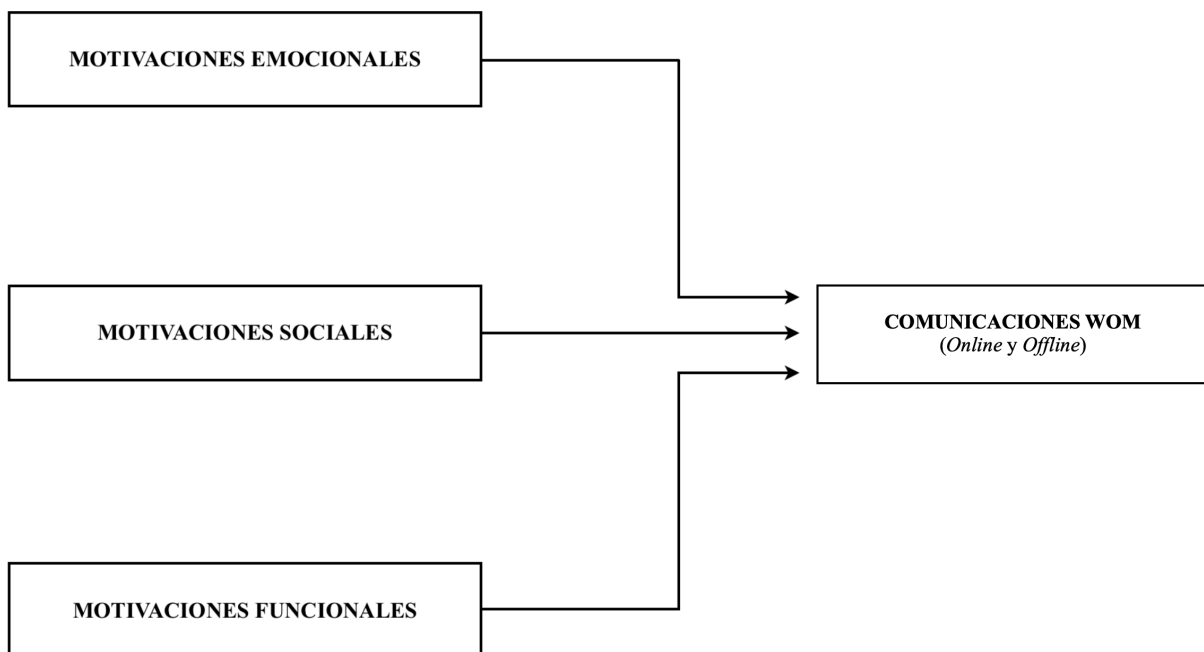 MOTIVACIONES EMOCIONALES
MOTIVACIONES SOCIALES
COMUNICACIONES WOM
(Online y Offline)
MOTIVACIONES FUNCIONALES